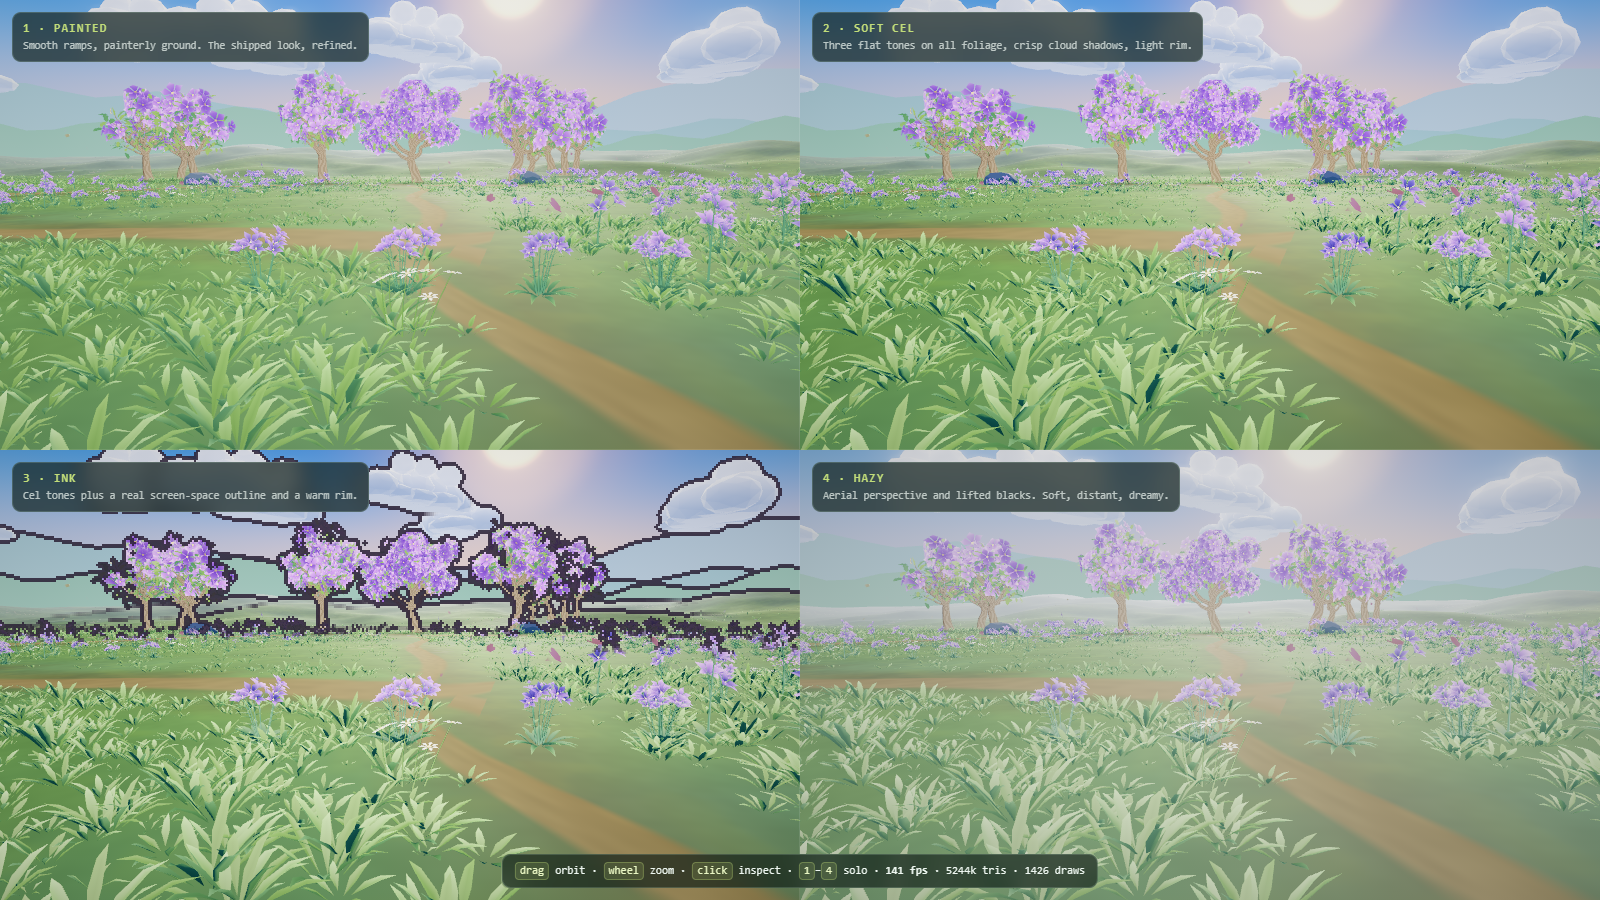 1 · PAINTED
Smooth ramps, painterly ground. The shipped look, refined.
2 · SOFT CEL
Three flat tones on all foliage, crisp cloud shadows, light rim.
3 · INK
Cel tones plus a real screen-space outline and a warm rim.
4 · HAZY
Aerial perspective and lifted blacks. Soft, distant, dreamy.
drag orbit · wheel zoom · click inspect · 1–4 solo · 141 fps · 5244k tris · 1426 draws